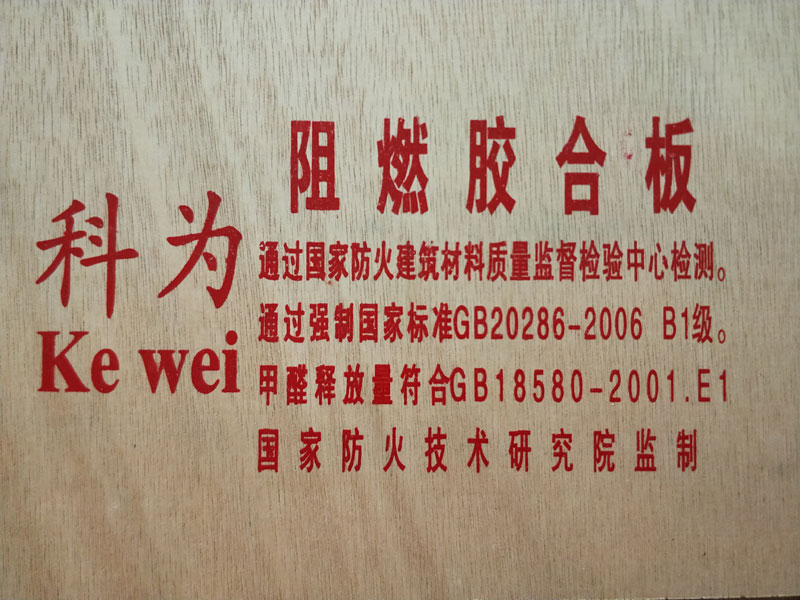 阻燃胶合板
科为
Ke wei
通过国家防火建筑材料质量监督检验中心检测。
通过强制国家标准GB20286-2006 B1级。
甲醛释放量符合GB18580-2001.E1
国家防火技术研究院监制